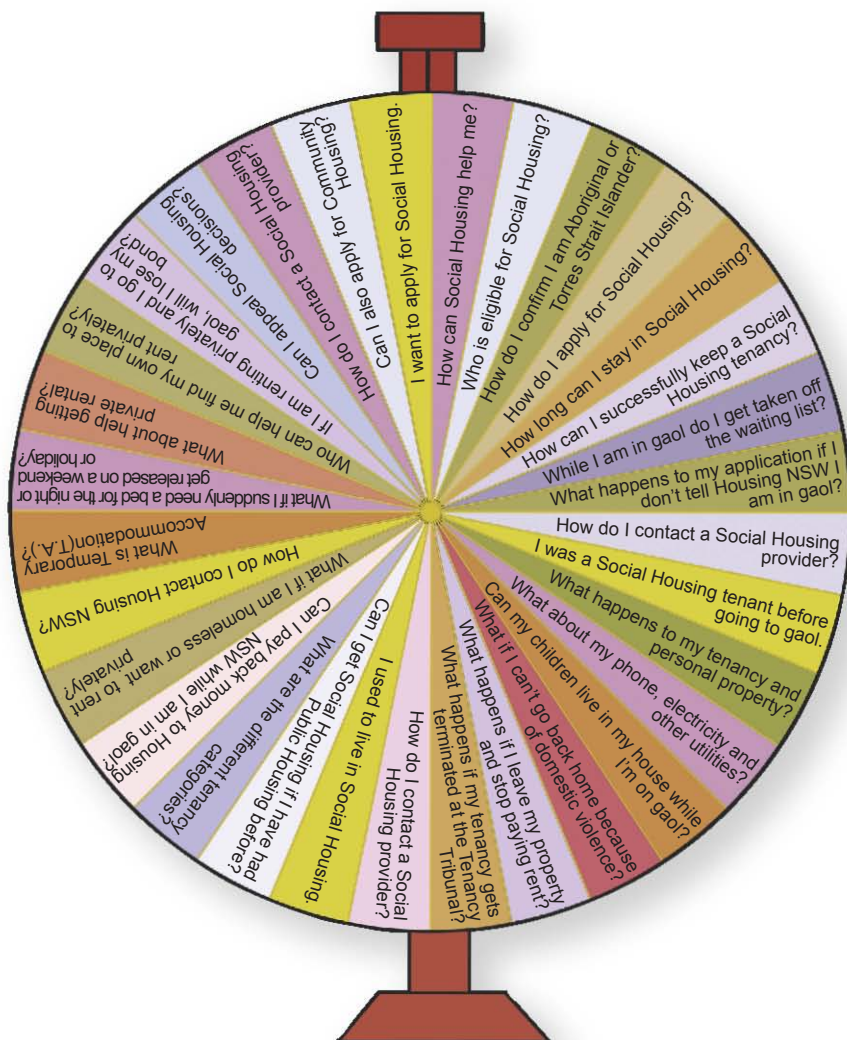 I want to apply for Social Housing.
How can Social Housing help me?
Who is eligible for Social Housing?
How do I confirm I am Aboriginal or
Torres Strait Islander?
How do I apply for Social Housing?
How long can I stay in Social Housing?
How can I successfully keep a Social
Housing tenancy?
While I am in gaol do I get taken off
the waiting list?
What happens to my application if I
don't tell Housing NSW I
am in gaol?
How do I contact a Social Housing
provider?
I was a Social Housing tenant before
going to gaol.
What happens to my tenancy and
personal property?
What about my phone, electricity and
other utilities?
Can my children live in my house while
I'm on gaol?
What if I can't go back home because
of domestic violence?
What happens if I leave my property
and stop paying rent?
What happens if my tenancy gets
terminated at the Tenancy
Tribunal?
How do I contact a Social
Housing provider?
I used to live in Social Housing.
Can I get Social Housing if I have had
Public Housing before?
What are the different tenancy
categories?
Can I pay back money to Housing
NSW while I am in gaol?
What if I am homeless or want to rent
privately?
How do I contact Housing NSW?
What is Temporary
Accommodation(T.A.)?
What if I suddenly need a bed for the night or
get released on a weekend
or holiday?
What about help getting
private rental?
Who can help me find my own place to
rent privately?
If I am renting privately and I go to
gaol, will I lose my
bond?
Can I appeal Social Housing
decisions?
How do I contact a Social Housing
provider?
Can I also apply for Community
Housing?